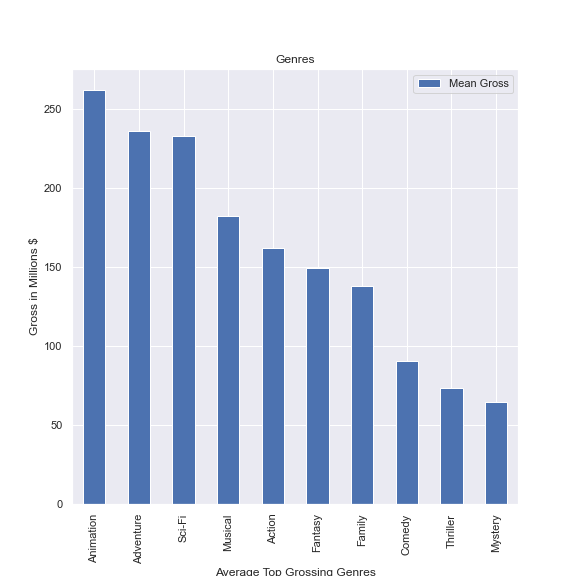 Genres
Mean Gross
Gross in Millions $
250
200
150
100
50
0
Animation
Adventure
Sci-Fi
Musical
Action
Fantasy
Family
Comedy
Thriller
Mystery
Average Top Grossing Genres